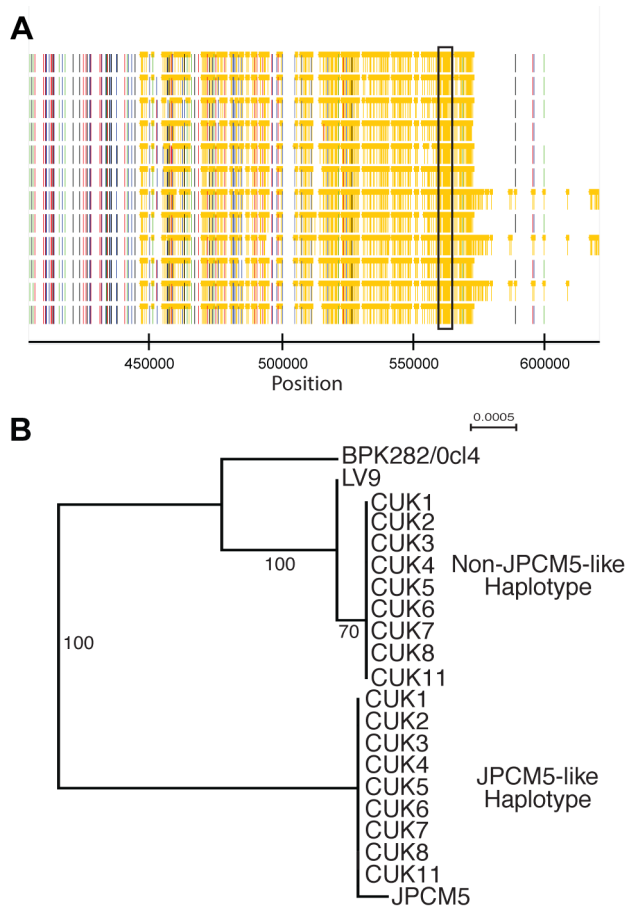 A
450000 500000 550000 600000
Position
B
0.0005
BPK282/0cl4
LV9
CUK1
CUK2
CUK3
CUK4
CUK5
CUK6
CUK7
CUK8
CUK11
Non-JPCM5-like
Haplotype
100
70
100
CUK1
CUK2
CUK3
CUK4
CUK5
CUK6
CUK7
CUK8
CUK11
JPCM5
JPCM5-like
Haplotype